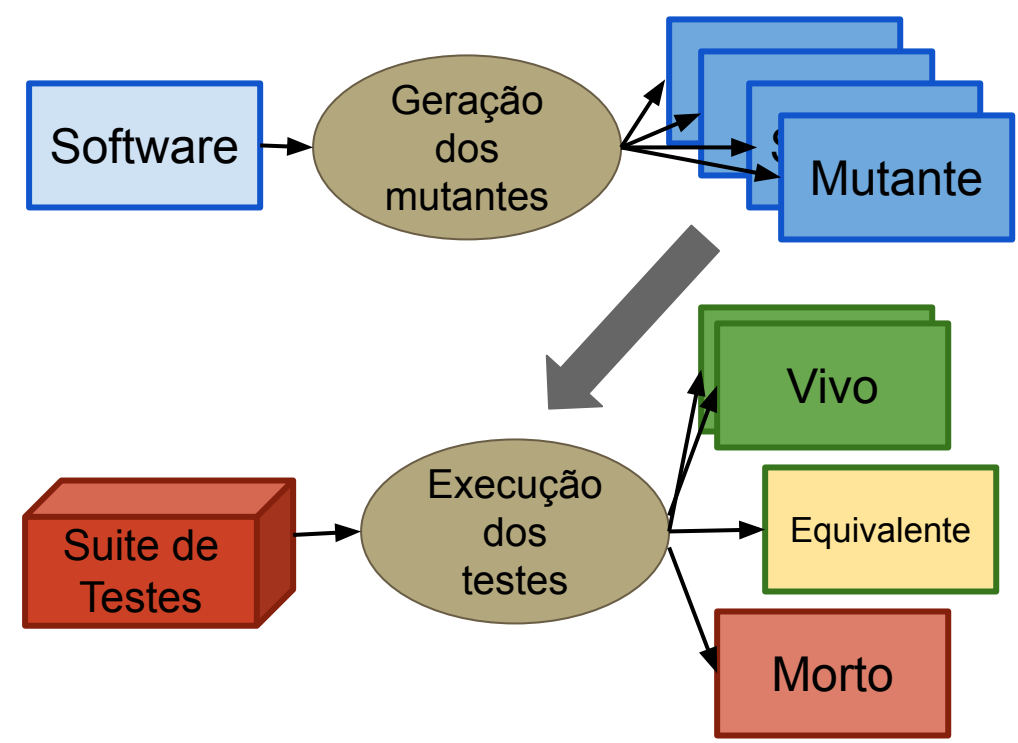 Software
Geração
dos
mutantes
Mutante
Vivo
Suite de
Testes
Execução
dos
testes
Equivalente
Morto